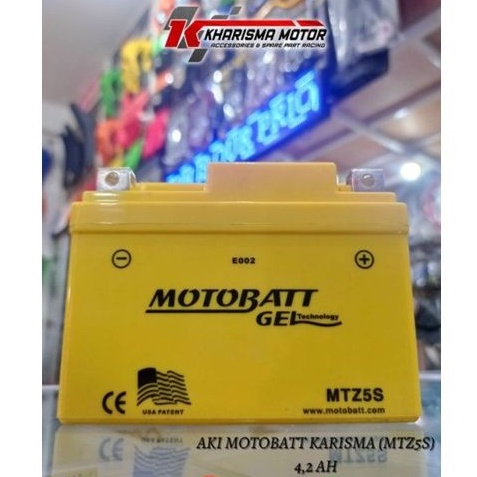 KHARISMA MOTOR
ACCESSORIES & SPARE PART RACING
E002
MOTOBATT
GEL Technology
CE
USA PATENT
MTZ5S
www.motobatt.com
AKI MOTOBATT KARISMA (MTZ5S)
4,2 AH